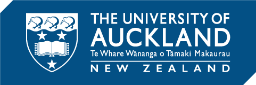 THE UNIVERSITY OF
AUCKLAND
Te Whare Wānanga o Tāmaki Makaurau
NEW ZEALAND